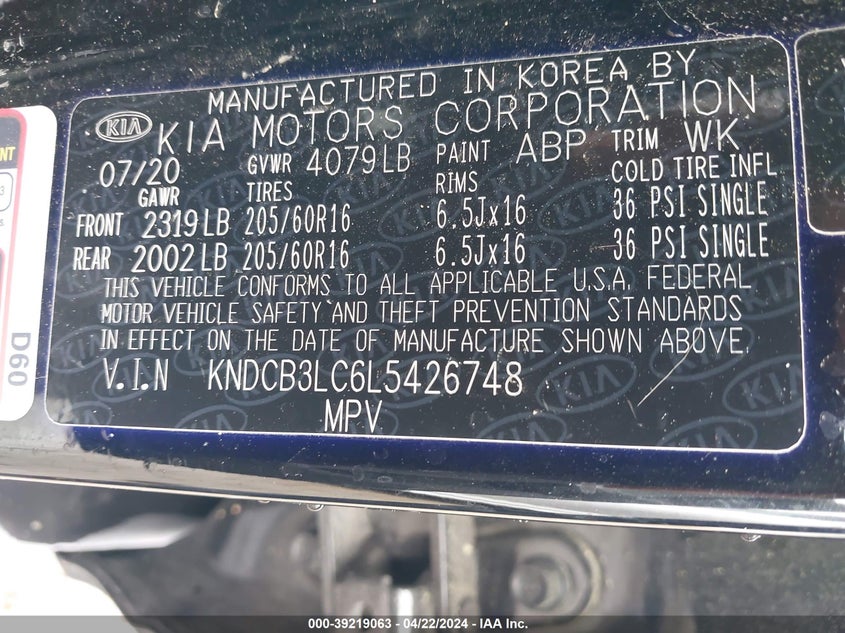 MANUFACTURED IN KOREA BY
KIA KIA MOTORS CORPORATION
07/20 GVWR 4079LB PAINT ABP TRIM WK
GAWR TIRES RIMS COLD TIRE INFL
FRONT 2319LB 205/60R16 6.5Jx16 36 PSI SINGLE
REAR 2002LB 205/60R16 6.5Jx16 36 PSI SINGLE
THIS VEHICLE CONFORMS TO ALL APPLICABLE U.S.A. FEDERAL
MOTOR VEHICLE SAFETY AND THEFT PREVENTION STANDARDS
IN EFFECT ON THE DATE OF MANUFACTURE SHOWN ABOVE.
V.I.N KNDCB3LC6L5426748
MPV
D60
000-39219063 - 04/22/2024 - IAA Inc.